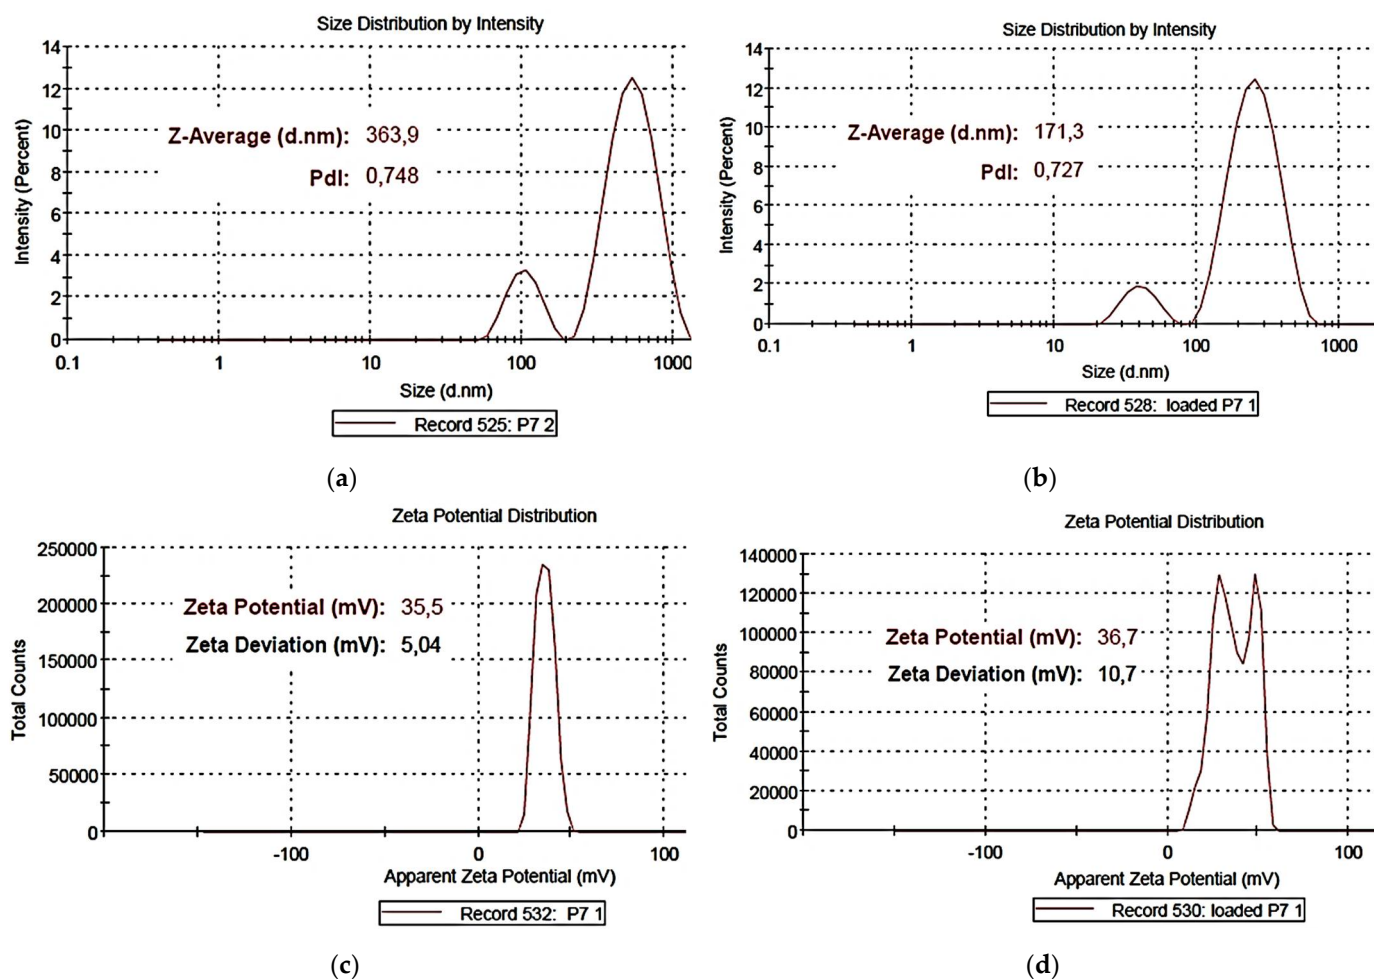 Size Distribution by Intensity
14
12
10
8
6
4
2
0
Intensity (Percent)
Z-Average (d.nm): 363,9
PdI: 0,748
0.1 1 10 100 1000
Size (d.nm)
Record 525: P7 2
(a)
Size Distribution by Intensity
14
12
10
8
6
4
2
0
Intensity (Percent)
Z-Average (d.nm): 171,3
PdI: 0,727
0.1 1 10 100 1000
Size (d.nm)
Record 528: loaded P7 1
(b)
Zeta Potential Distribution
250000
200000
150000
100000
50000
0
Total Counts
Zeta Potential (mV): 35,5
Zeta Deviation (mV): 5,04
-100 0 100
Apparent Zeta Potential (mV)
Record 532: P7 1
(c)
Zeta Potential Distribution
140000
120000
100000
80000
60000
40000
20000
0
Total Counts
Zeta Potential (mV): 36,7
Zeta Deviation (mV): 10,7
-100 0 100
Apparent Zeta Potential (mV)
Record 530: loaded P7 1
(d)